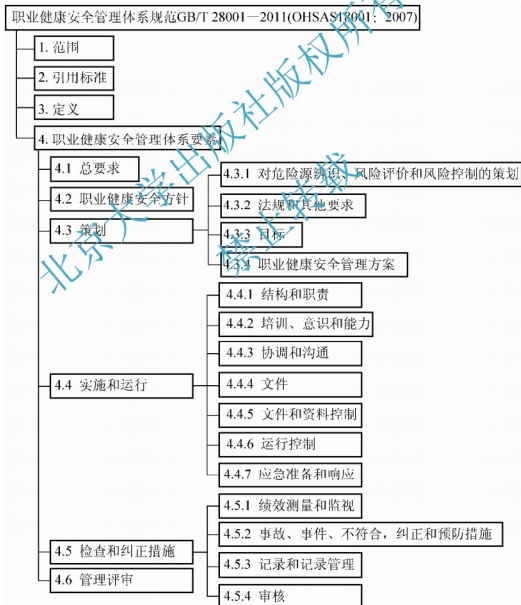 职业健康安全管理体系规范GB/T 28001—2011(OHSAS18001：2007)
1. 范围
2. 引用标准
3. 定义
4. 职业健康安全管理体系要素
4.1 总要求
4.2 职业健康安全方针
4.3 策划
4.3.1 对危险源辨识、风险评价和风险控制的策划
4.3.2 法规和其他要求
4.3.3 目标
4.3.4 职业健康安全管理方案
4.4 实施和运行
4.4.1 结构和职责
4.4.2 培训、意识和能力
4.4.3 协调和沟通
4.4.4 文件
4.4.5 文件和资料控制
4.4.6 运行控制
4.4.7 应急准备和响应
4.5 检查和纠正措施
4.5.1 绩效测量和监视
4.5.2 事故、事件、不符合，纠正和预防措施
4.5.3 记录和记录管理
4.5.4 审核
4.6 管理评审
北京大学出版社版权所有
禁止转载